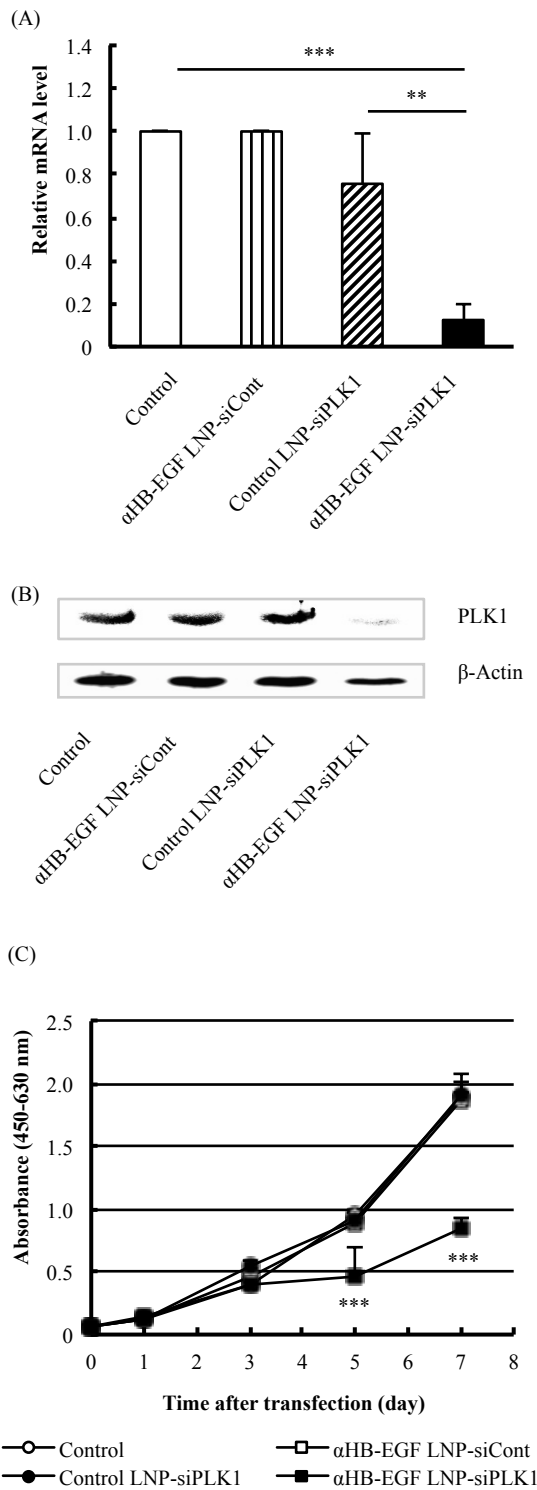 (A)
Relative mRNA level
1.4
1.2
1.0
0.8
0.6
0.4
0.2
0
***
**
Control
αHB-EGF LNP-siCont
Control LNP-siPLK1
αHB-EGF LNP-siPLK1
(B)
PLK1
β-Actin
Control
αHB-EGF LNP-siCont
Control LNP-siPLK1
αHB-EGF LNP-siPLK1
(C)
Absorbance (450-630 nm)
2.5
2.0
1.5
1.0
0.5
0
***
***
0 1 2 3 4 5 6 7 8
Time after transfection (day)
Control
αHB-EGF LNP-siCont
Control LNP-siPLK1
αHB-EGF LNP-siPLK1